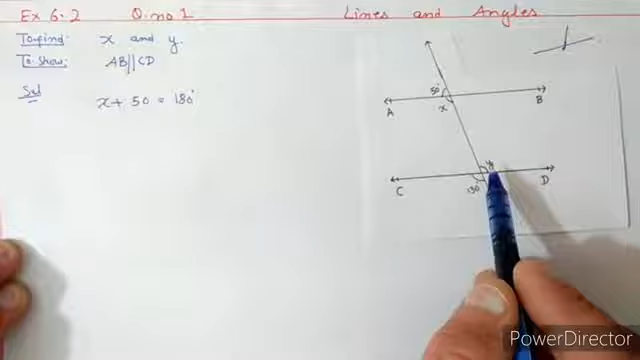 Ex 6.2 Q.no 1 Lines and Angles
To find: x and y.
To Show: AB||CD
Sol
x + 50 = 180°
50°
A
x
B
y
C
130°
D
PowerDirector